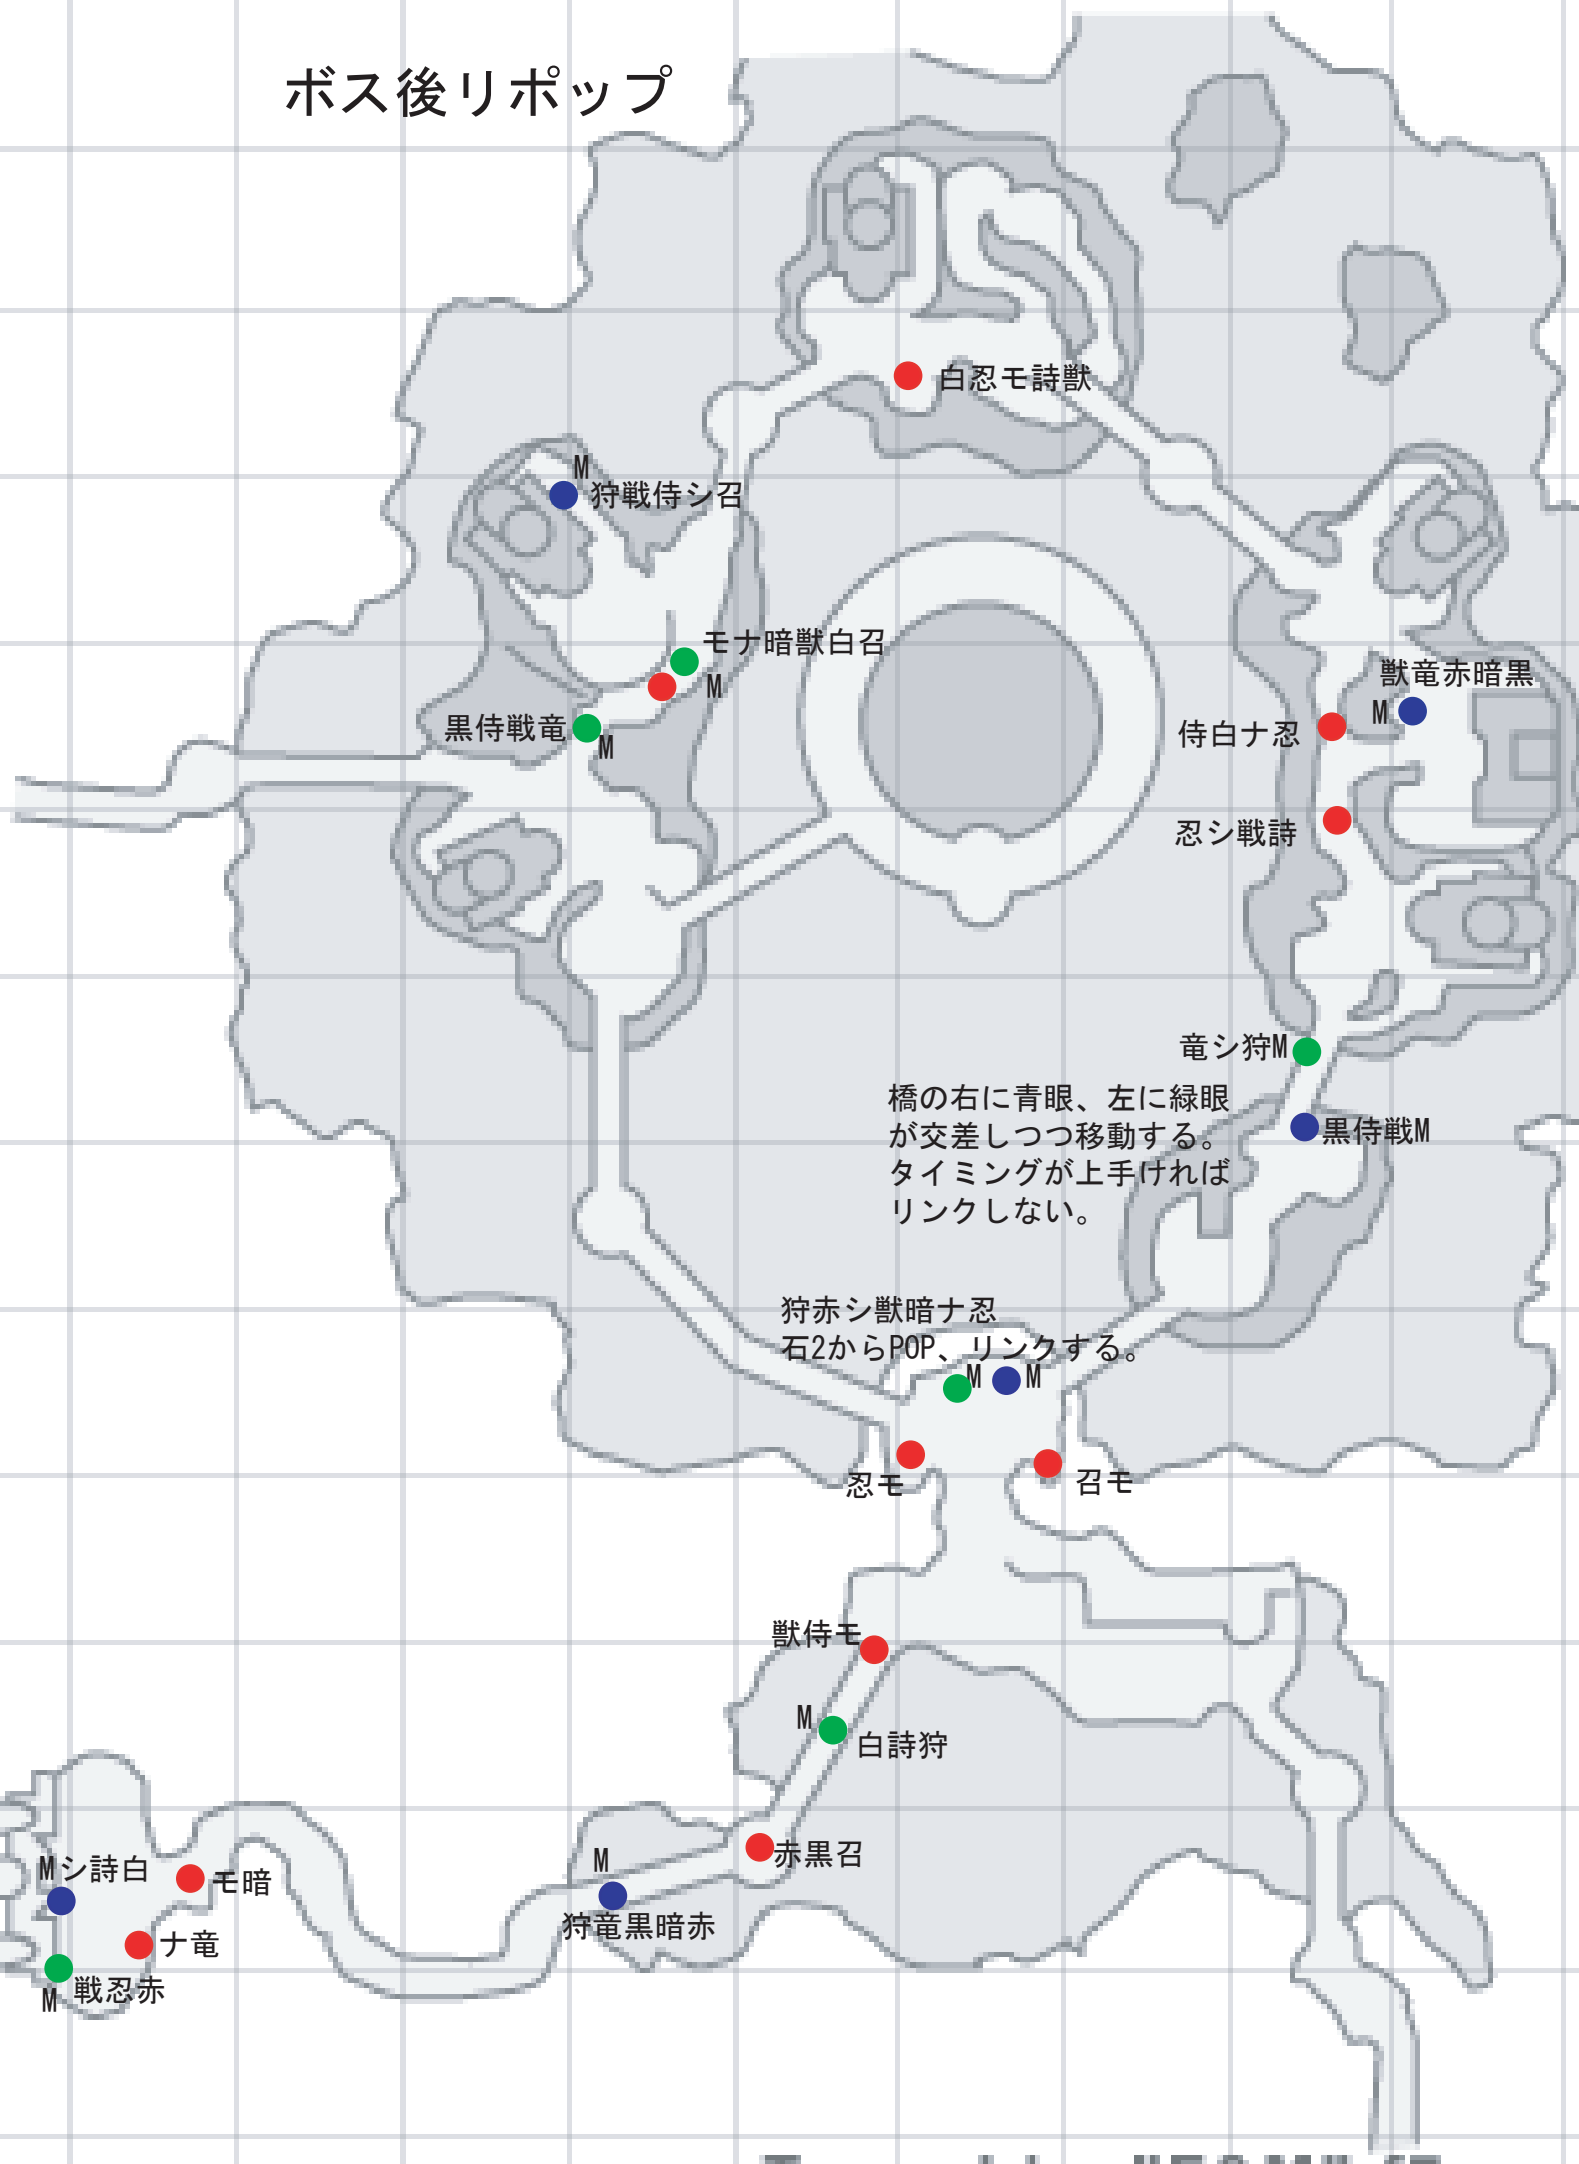 ボス後リポップ
白忍モ詩獣
M
狩戦侍シ召
モナ暗獣白召
M
黒侍戦竜
M
獣竜赤暗黒
M
侍白ナ忍
忍シ戦詩
竜シ狩M
橋の右に青眼、左に緑眼
が交差しつつ移動する。
タイミングが上手ければ
リンクしない。
黒侍戦M
狩赤シ獣暗ナ忍
石2からPOP、リンクする。
M
M
忍モ
召モ
獣侍モ
M
白詩狩
赤黒召
M
狩竜黒暗赤
Mシ詩白
モ暗
ナ竜
戦忍赤
M